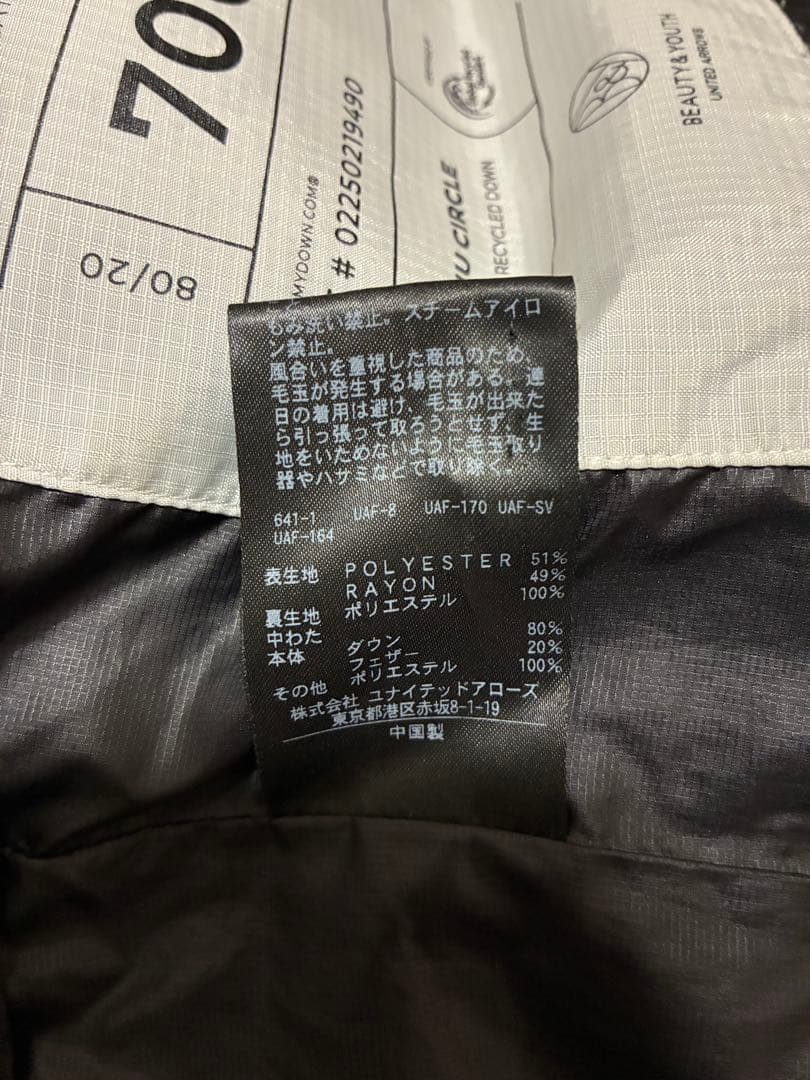 80/20
MYDOWN.COM®
# 02250219490
U CIRCLE
RECYCLED DOWN
BEAUTY&YOUTH
UNITED ARROWS
もみ洗い禁止。スチームアイロ
ン禁止。
風合いを重視した商品のため、
毛玉が発生する場合がある。連
日の着用は避け、毛玉が出来た
ら引っ張って取ろうとせず、生
地をいためないように毛玉取り
器やハサミなどで取り除く。
641-1 UAF-8 UAF-170 UAF-SV
UAF-164
表生地 POLYESTER 51%
RAYON 49%
裏生地 ポリエステル 100%
中わた
本体 ダウン 80%
フェザー 20%
その他 ポリエステル 100%
株式会社 ユナイテッドアローズ
東京都港区赤坂8-1-19
中国製